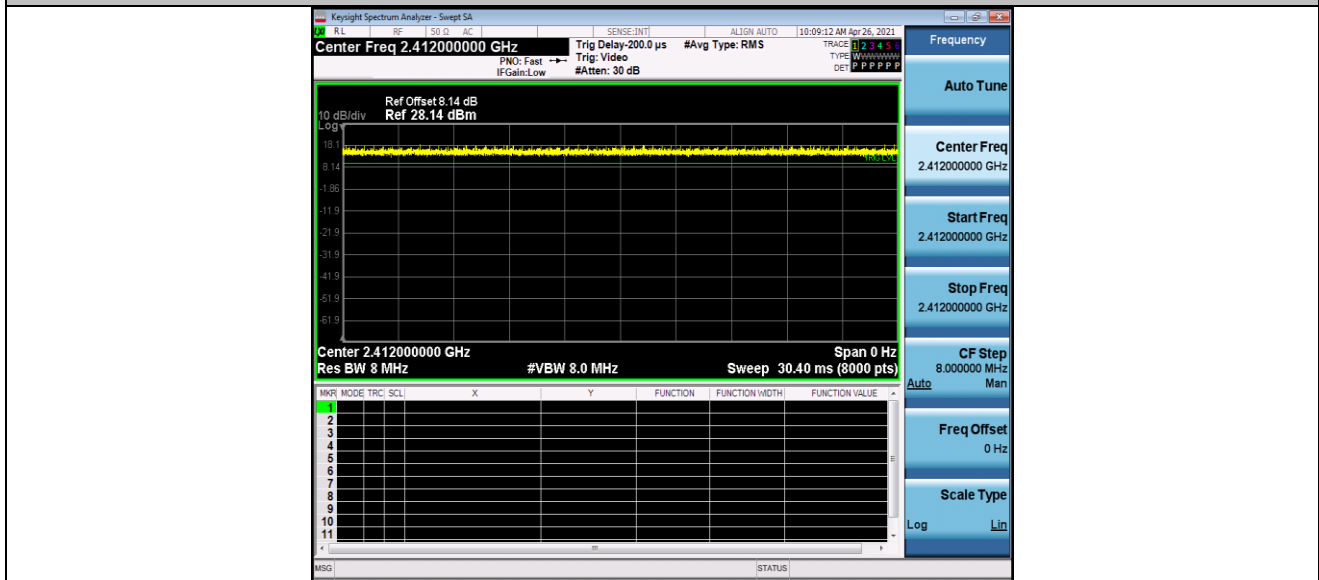 Keysight Spectrum Analyzer - Swept SA
RL RF 50 Ω AC SENSE:INT ALIGN AUTO 10:09:12 AM Apr 26, 2021
Center Freq 2.412000000 GHz
PNO: Fast
IFGain:Low
Trig Delay-200.0 µs
Trig: Video
#Atten: 30 dB
#Avg Type: RMS
TRACE 1 2 3 4 5 6
TYPE WWWWWW
DET P P P P P P
Ref Offset 8.14 dB
10 dB/div Ref 28.14 dBm
Log
18.1
8.14
-1.86
-11.9
-21.9
-31.9
-41.9
-51.9
-61.9
TRIG LVL
Center 2.412000000 GHz Span 0 Hz
Res BW 8 MHz #VBW 8.0 MHz Sweep 30.40 ms (8000 pts)
MKR MODE TRC SCL X Y FUNCTION FUNCTION WIDTH FUNCTION VALUE
1
2
3
4
5
6
7
8
9
10
11
MSG STATUS
Frequency
Auto Tune
Center Freq
2.412000000 GHz
Start Freq
2.412000000 GHz
Stop Freq
2.412000000 GHz
CF Step
8.000000 MHz
Auto Man
Freq Offset
0 Hz
Scale Type
Log Lin